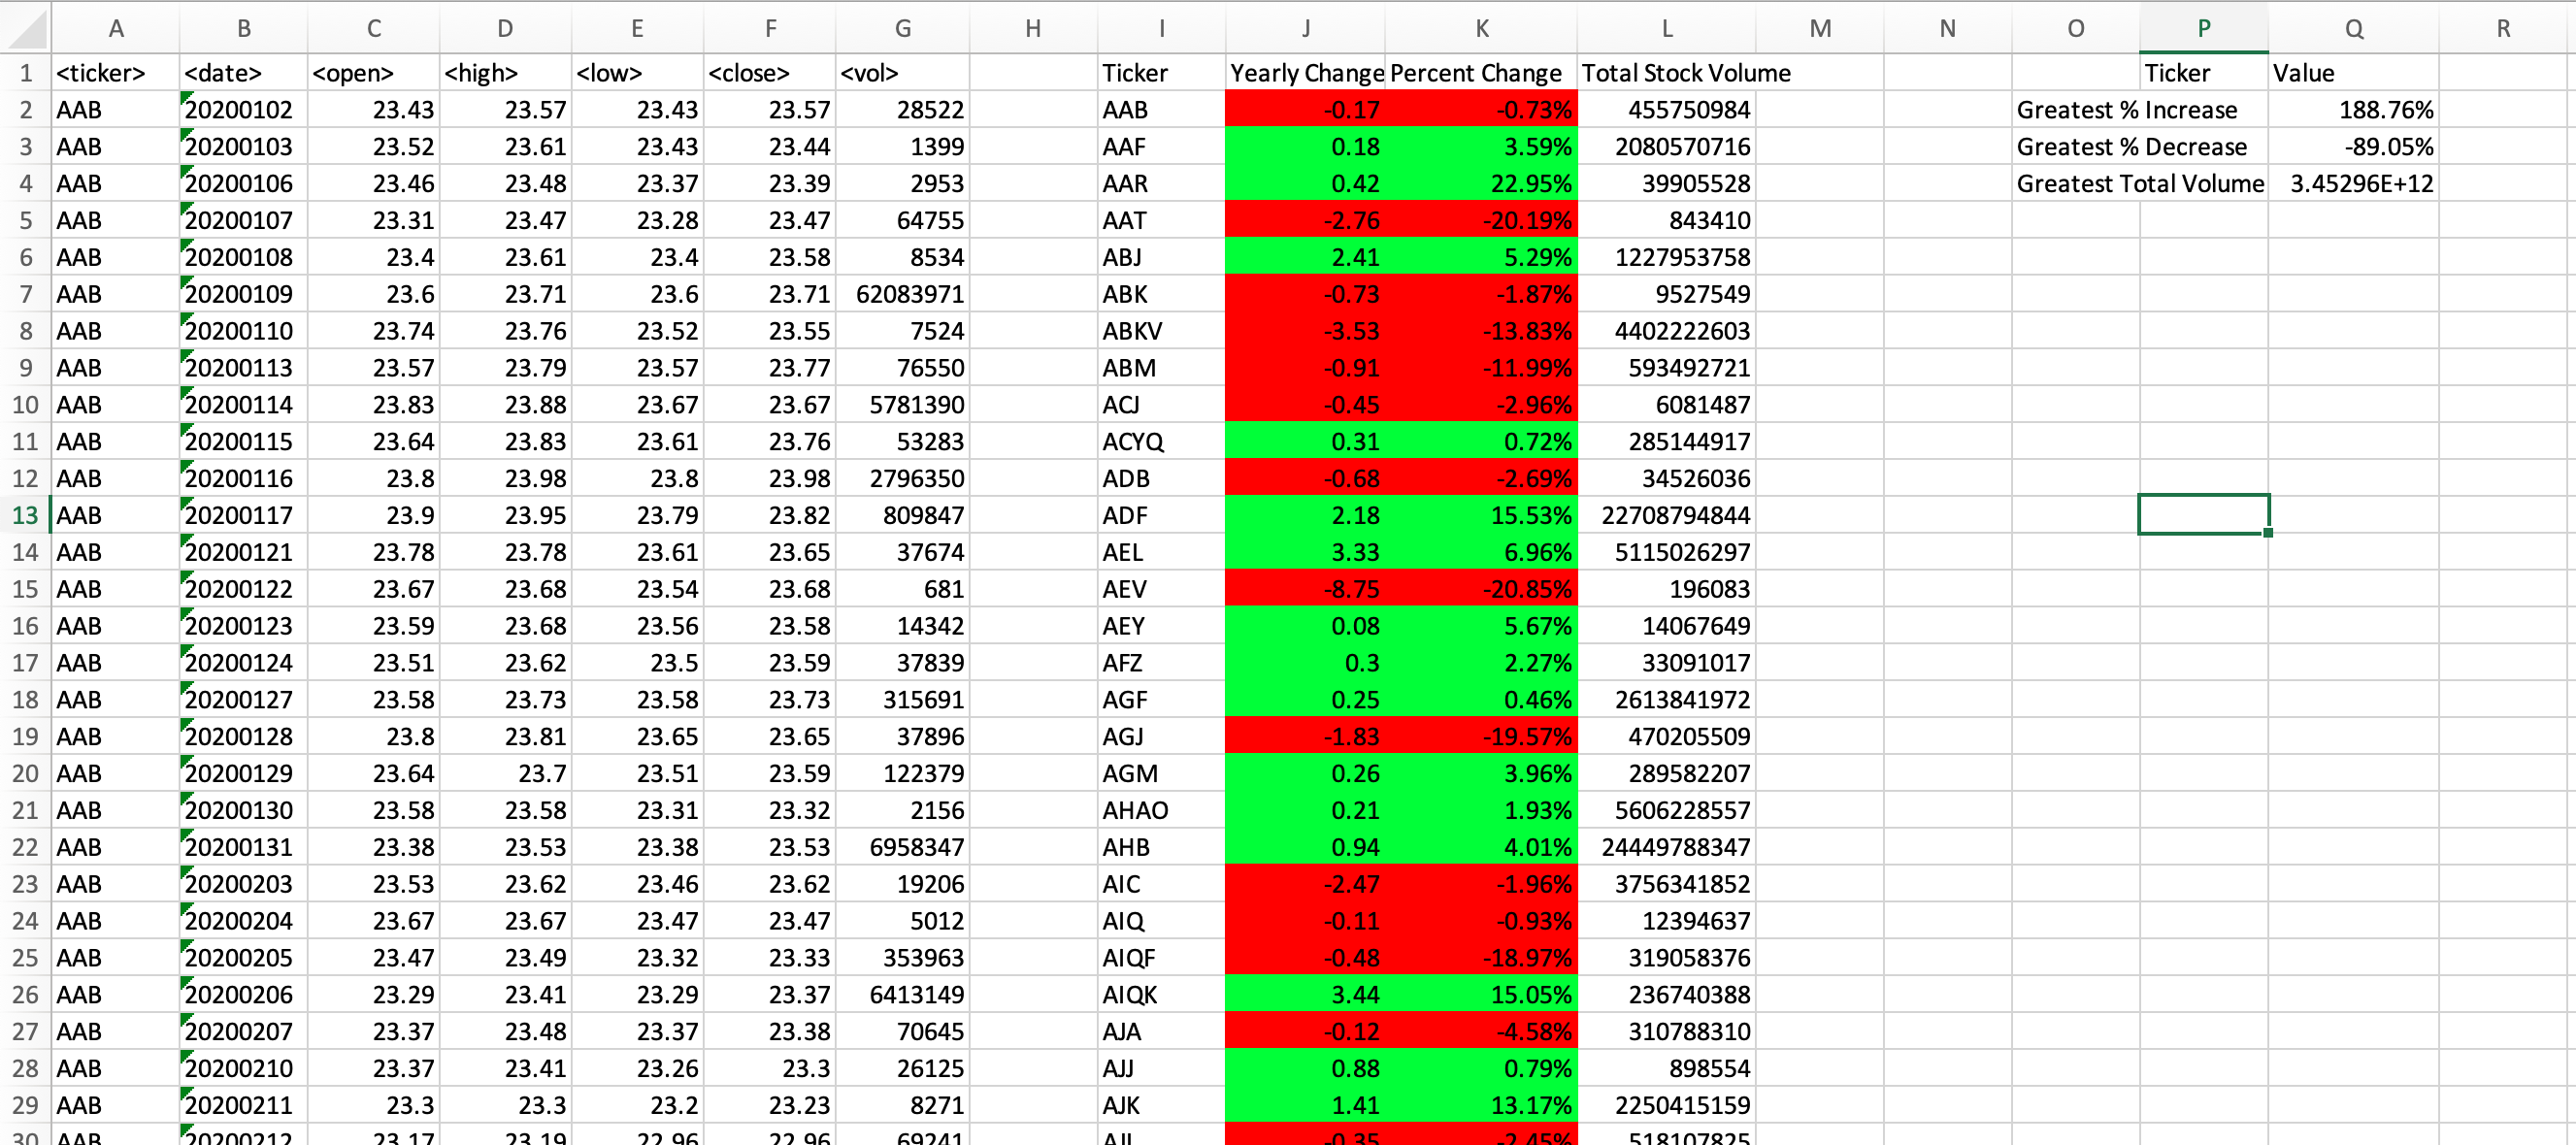 A B C D E F G H I J K L M N O P Q R
1 <ticker> <date> <open> <high> <low> <close> <vol> Ticker Yearly Change Percent Change Total Stock Volume Ticker Value
2 AAB 20200102 23.43 23.57 23.43 23.57 28522 AAB -0.17 -0.73% 455750984 Greatest % Increase 188.76%
3 AAB 20200103 23.52 23.61 23.43 23.44 1399 AAF 0.18 3.59% 2080570716 Greatest % Decrease -89.05%
4 AAB 20200106 23.46 23.48 23.37 23.39 2953 AAR 0.42 22.95% 39905528 Greatest Total Volume 3.45296E+12
5 AAB 20200107 23.31 23.47 23.28 23.47 64755 AAT -2.76 -20.19% 843410
6 AAB 20200108 23.4 23.61 23.4 23.58 8534 ABJ 2.41 5.29% 1227953758
7 AAB 20200109 23.6 23.71 23.6 23.71 62083971 ABK -0.73 -1.87% 9527549
8 AAB 20200110 23.74 23.76 23.52 23.55 7524 ABKV -3.53 -13.83% 4402222603
9 AAB 20200113 23.57 23.79 23.57 23.77 76550 ABM -0.91 -11.99% 593492721
10 AAB 20200114 23.83 23.88 23.67 23.67 5781390 ACJ -0.45 -2.96% 6081487
11 AAB 20200115 23.64 23.83 23.61 23.76 53283 ACYQ 0.31 0.72% 285144917
12 AAB 20200116 23.8 23.98 23.8 23.98 2796350 ADB -0.68 -2.69% 34526036
13 AAB 20200117 23.9 23.95 23.79 23.82 809847 ADF 2.18 15.53% 22708794844
14 AAB 20200121 23.78 23.78 23.61 23.65 37674 AEL 3.33 6.96% 5115026297
15 AAB 20200122 23.67 23.68 23.54 23.68 681 AEV -8.75 -20.85% 196083
16 AAB 20200123 23.59 23.68 23.56 23.58 14342 AEY 0.08 5.67% 14067649
17 AAB 20200124 23.51 23.62 23.5 23.59 37839 AFZ 0.3 2.27% 33091017
18 AAB 20200127 23.58 23.73 23.58 23.73 315691 AGF 0.25 0.46% 2613841972
19 AAB 20200128 23.8 23.81 23.65 23.65 37896 AGJ -1.83 -19.57% 470205509
20 AAB 20200129 23.64 23.7 23.51 23.59 122379 AGM 0.26 3.96% 289582207
21 AAB 20200130 23.58 23.58 23.31 23.32 2156 AHAO 0.21 1.93% 5606228557
22 AAB 20200131 23.38 23.53 23.38 23.53 6958347 AHB 0.94 4.01% 24449788347
23 AAB 20200203 23.53 23.62 23.46 23.62 19206 AIC -2.47 -1.96% 3756341852
24 AAB 20200204 23.67 23.67 23.47 23.47 5012 AIQ -0.11 -0.93% 12394637
25 AAB 20200205 23.47 23.49 23.32 23.33 353963 AIQF -0.48 -18.97% 319058376
26 AAB 20200206 23.29 23.41 23.29 23.37 6413149 AIQK 3.44 15.05% 236740388
27 AAB 20200207 23.37 23.48 23.37 23.38 70645 AJA -0.12 -4.58% 310788310
28 AAB 20200210 23.37 23.41 23.26 23.3 26125 AJJ 0.88 0.79% 898554
29 AAB 20200211 23.3 23.3 23.2 23.23 8271 AJK 1.41 13.17% 2250415159
30 AAB 20200212 23.17 23.19 22.96 22.96 69241 -0.35 -2.45% 518107825